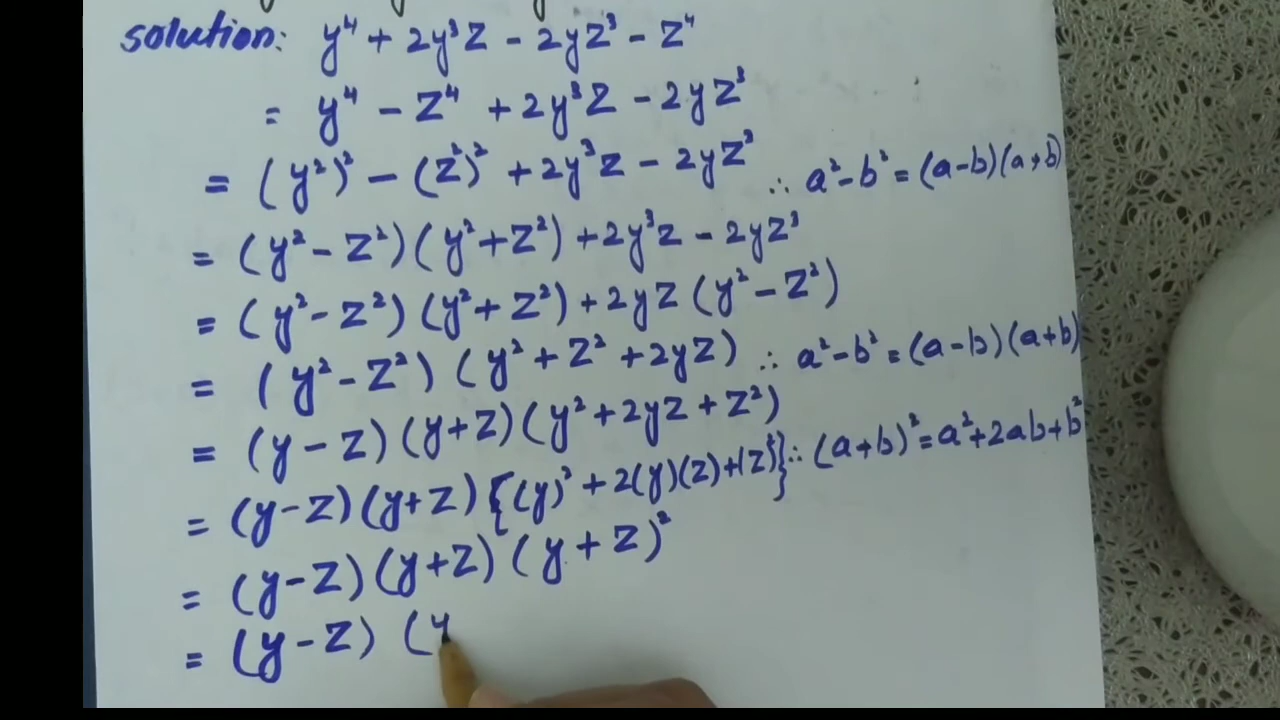 solution: y⁴ + 2y³z - 2yz³ - z⁴
= y⁴ - z⁴ + 2y³z - 2yz³
= (y²)² - (z²)² + 2y³z - 2yz³ ∴ a²-b² = (a-b)(a+b)
= (y² - z²)(y² + z²) + 2y³z - 2yz³
= (y² - z²)(y² + z²) + 2yz(y² - z²)
= (y² - z²)(y² + z² + 2yz) ∴ a²-b² = (a-b)(a+b)
= (y - z)(y+z)(y² + 2yz + z²)
= (y-z)(y+z){(y)² + 2(y)(z)+(z)²} ∴ (a+b)² = a²+2ab+b²
= (y-z)(y+z)(y+z)²
= (y-z)(y